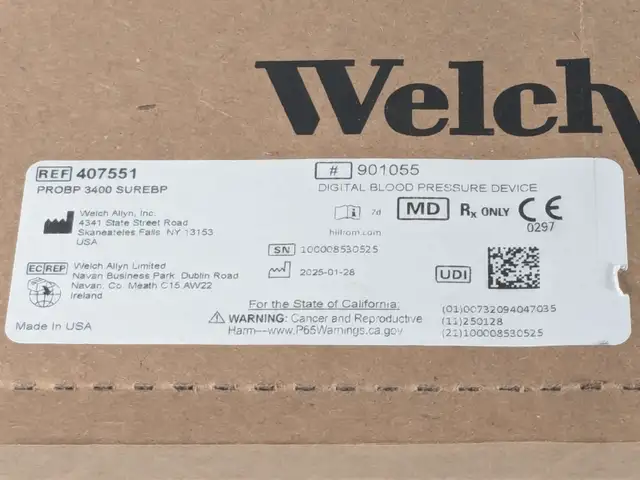 Welch
REF 407551
PROBP 3400 SUREBP
# 901055
DIGITAL BLOOD PRESSURE DEVICE
Welch Allyn, Inc.
4341 State Street Road
Skaneateles Falls, NY 13153
USA
7d
MD
Rx ONLY
CE
0297
hillrom.com
SN 100008530525
2025-01-28
EC REP
Welch Allyn Limited
Navan Business Park, Dublin Road
Navan, Co. Meath C15 AW22
Ireland
UDI
Made in USA
For the State of California:
WARNING: Cancer and Reproductive
Harm—www.P65Warnings.ca.gov
(01)00732094047035
(11)250128
(21)100008530525